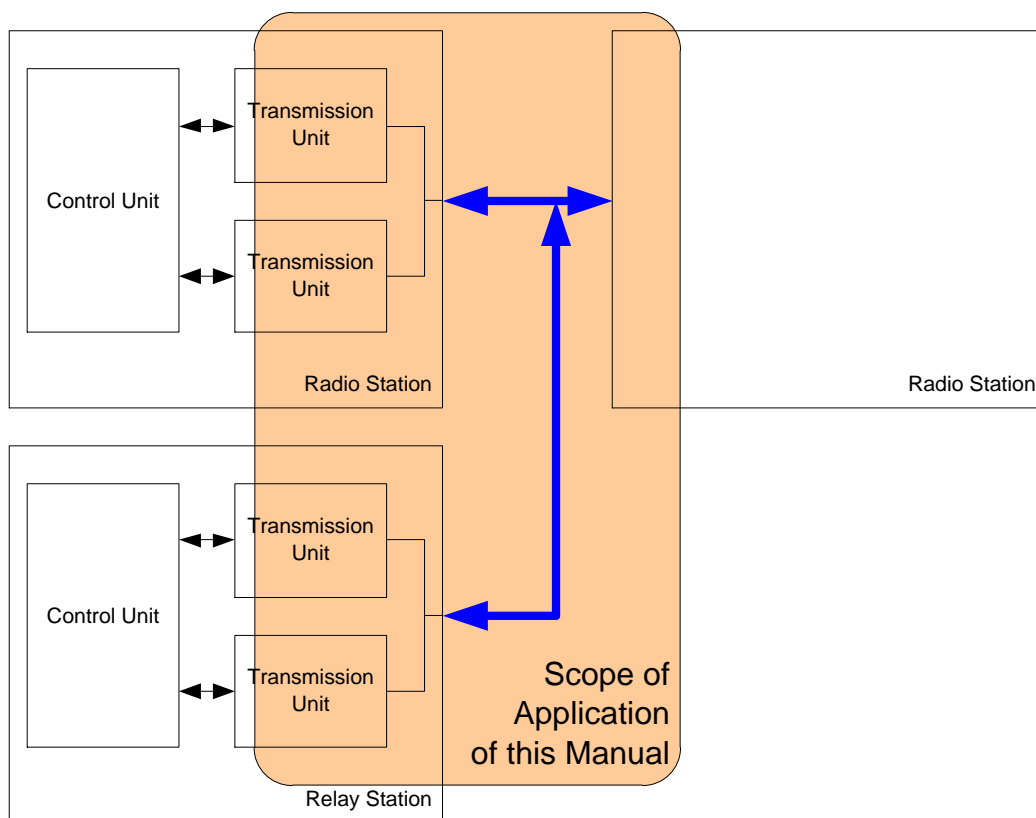 Transmission
Unit
Control Unit
Transmission
Unit
Radio Station
Radio Station
Transmission
Unit
Control Unit
Transmission
Unit
Scope of
Application
of this Manual
Relay Station